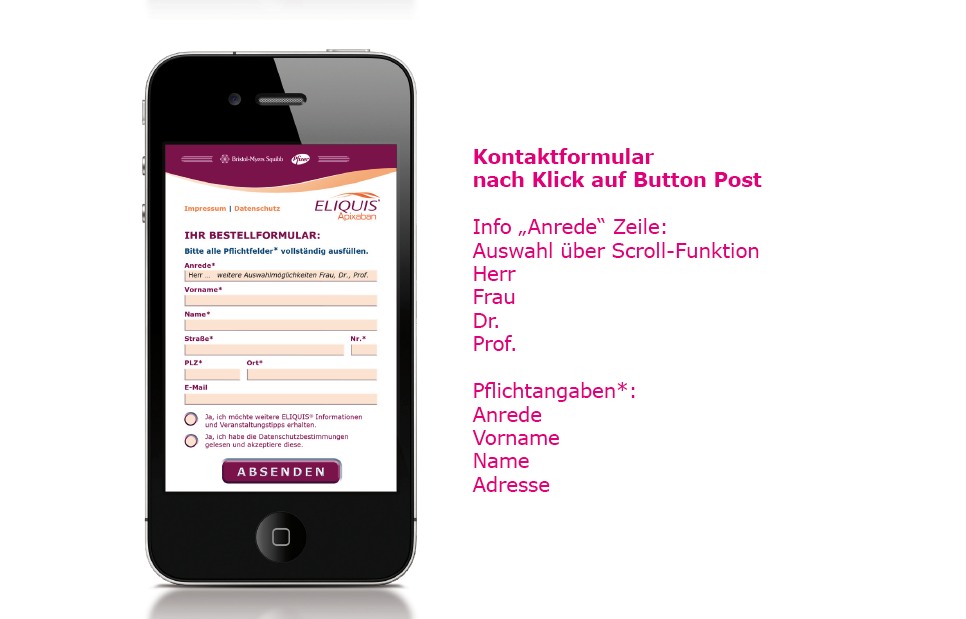 Bristol-Myers Squibb Pfizer
Impressum | Datenschutz
ELIQUIS®
Apixaban
IHR BESTELLFORMULAR:
Bitte alle Pflichtfelder* vollständig ausfüllen.
Anrede*
Herr ... weitere Auswahlmöglichkeiten Frau, Dr., Prof.
Vorname*
Name*
Straße* Nr.*
PLZ* Ort*
E-Mail
Ja, ich möchte weitere ELIQUIS® Informationen
und Veranstaltungstipps erhalten.
Ja, ich habe die Datenschutzbestimmungen
gelesen und akzeptiere diese.
ABSENDEN
Kontaktformular
nach Klick auf Button Post
Info „Anrede“ Zeile:
Auswahl über Scroll-Funktion
Herr
Frau
Dr.
Prof.
Pflichtangaben*:
Anrede
Vorname
Name
Adresse